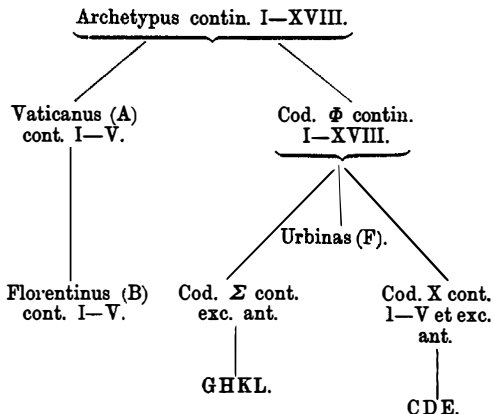 Archetypus contin. I—XVIII.
Vaticanus (A)
cont. I—V.
Cod. Φ contin.
I—XVIII.
Urbinas (F).
Florentinus (B)
cont. I—V.
Cod. Σ cont.
exc. ant.
Cod. X cont.
1—V et exc.
ant.
GHKL.
CDE.